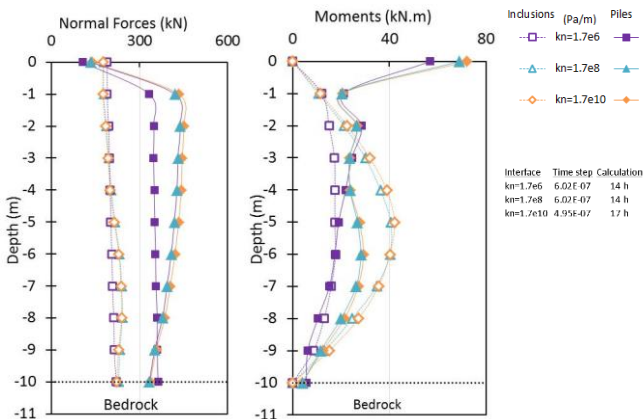 Normal Forces (kN)
0 300 600
0
-1
-2
-3
-4
-5
-6
-7
-8
-9
-10
-11
Depth (m)
Bedrock
Moments (kN.m)
0 40 80
0
-1
-2
-3
-4
-5
-6
-7
-8
-9
-10
-11
Depth (m)
Bedrock
Inclusions (Pa/m) Piles
kn=1.7e6
kn=1.7e8
kn=1.7e10
Interface Time step Calculation
kn=1.7e6 6.02E-07 14 h
kn=1.7e8 6.02E-07 14 h
kn=1.7e10 4.95E-07 17 h